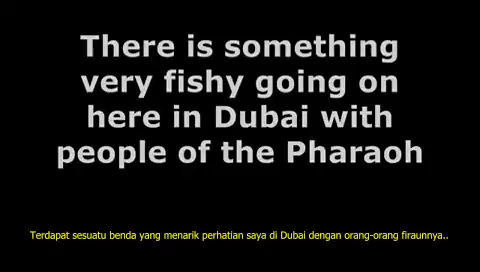 There is something
very fishy going on
here in Dubai with
people of the Pharaoh
Terdapat sesuatu benda yang menarik perhatian saya di Dubai dengan orang-orang firaunnya..